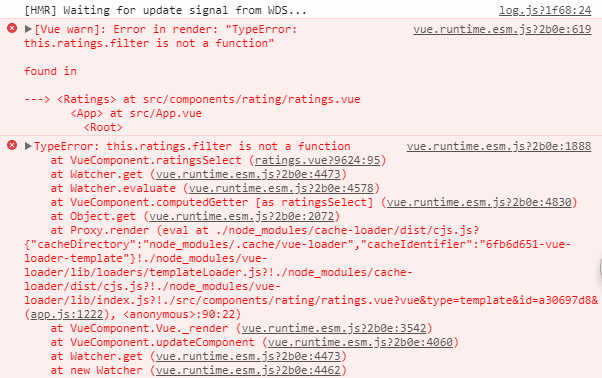 [HMR] Waiting for update signal from WDS... log.js?1f68:24
▶[Vue warn]: Error in render: "TypeError: vue.runtime.esm.js?2b0e:619
this.ratings.filter is not a function"
found in
---> <Ratings> at src/components/rating/ratings.vue
<App> at src/App.vue
<Root>
▶TypeError: this.ratings.filter is not a function vue.runtime.esm.js?2b0e:1888
at VueComponent.ratingsSelect (ratings.vue?9624:95)
at Watcher.get (vue.runtime.esm.js?2b0e:4473)
at Watcher.evaluate (vue.runtime.esm.js?2b0e:4578)
at VueComponent.computedGetter [as ratingsSelect] (vue.runtime.esm.js?2b0e:4830)
at Object.get (vue.runtime.esm.js?2b0e:2072)
at Proxy.render (eval at ./node_modules/cache-loader/dist/cjs.js?
{"cacheDirectory":"node_modules/.cache/vue-loader","cacheIdentifier":"6fb6d651-vue-
loader-template"}!./node_modules/vue-
loader/lib/loaders/templateLoader.js?!./node_modules/cache-
loader/dist/cjs.js?!./node_modules/vue-
loader/lib/index.js?!./src/components/rating/ratings.vue?vue&type=template&id=a30697d8&
(app.js:1222), <anonymous>:90:22)
at VueComponent.Vue._render (vue.runtime.esm.js?2b0e:3542)
at VueComponent.updateComponent (vue.runtime.esm.js?2b0e:4060)
at Watcher.get (vue.runtime.esm.js?2b0e:4473)
at new Watcher (vue.runtime.esm.js?2b0e:4462)